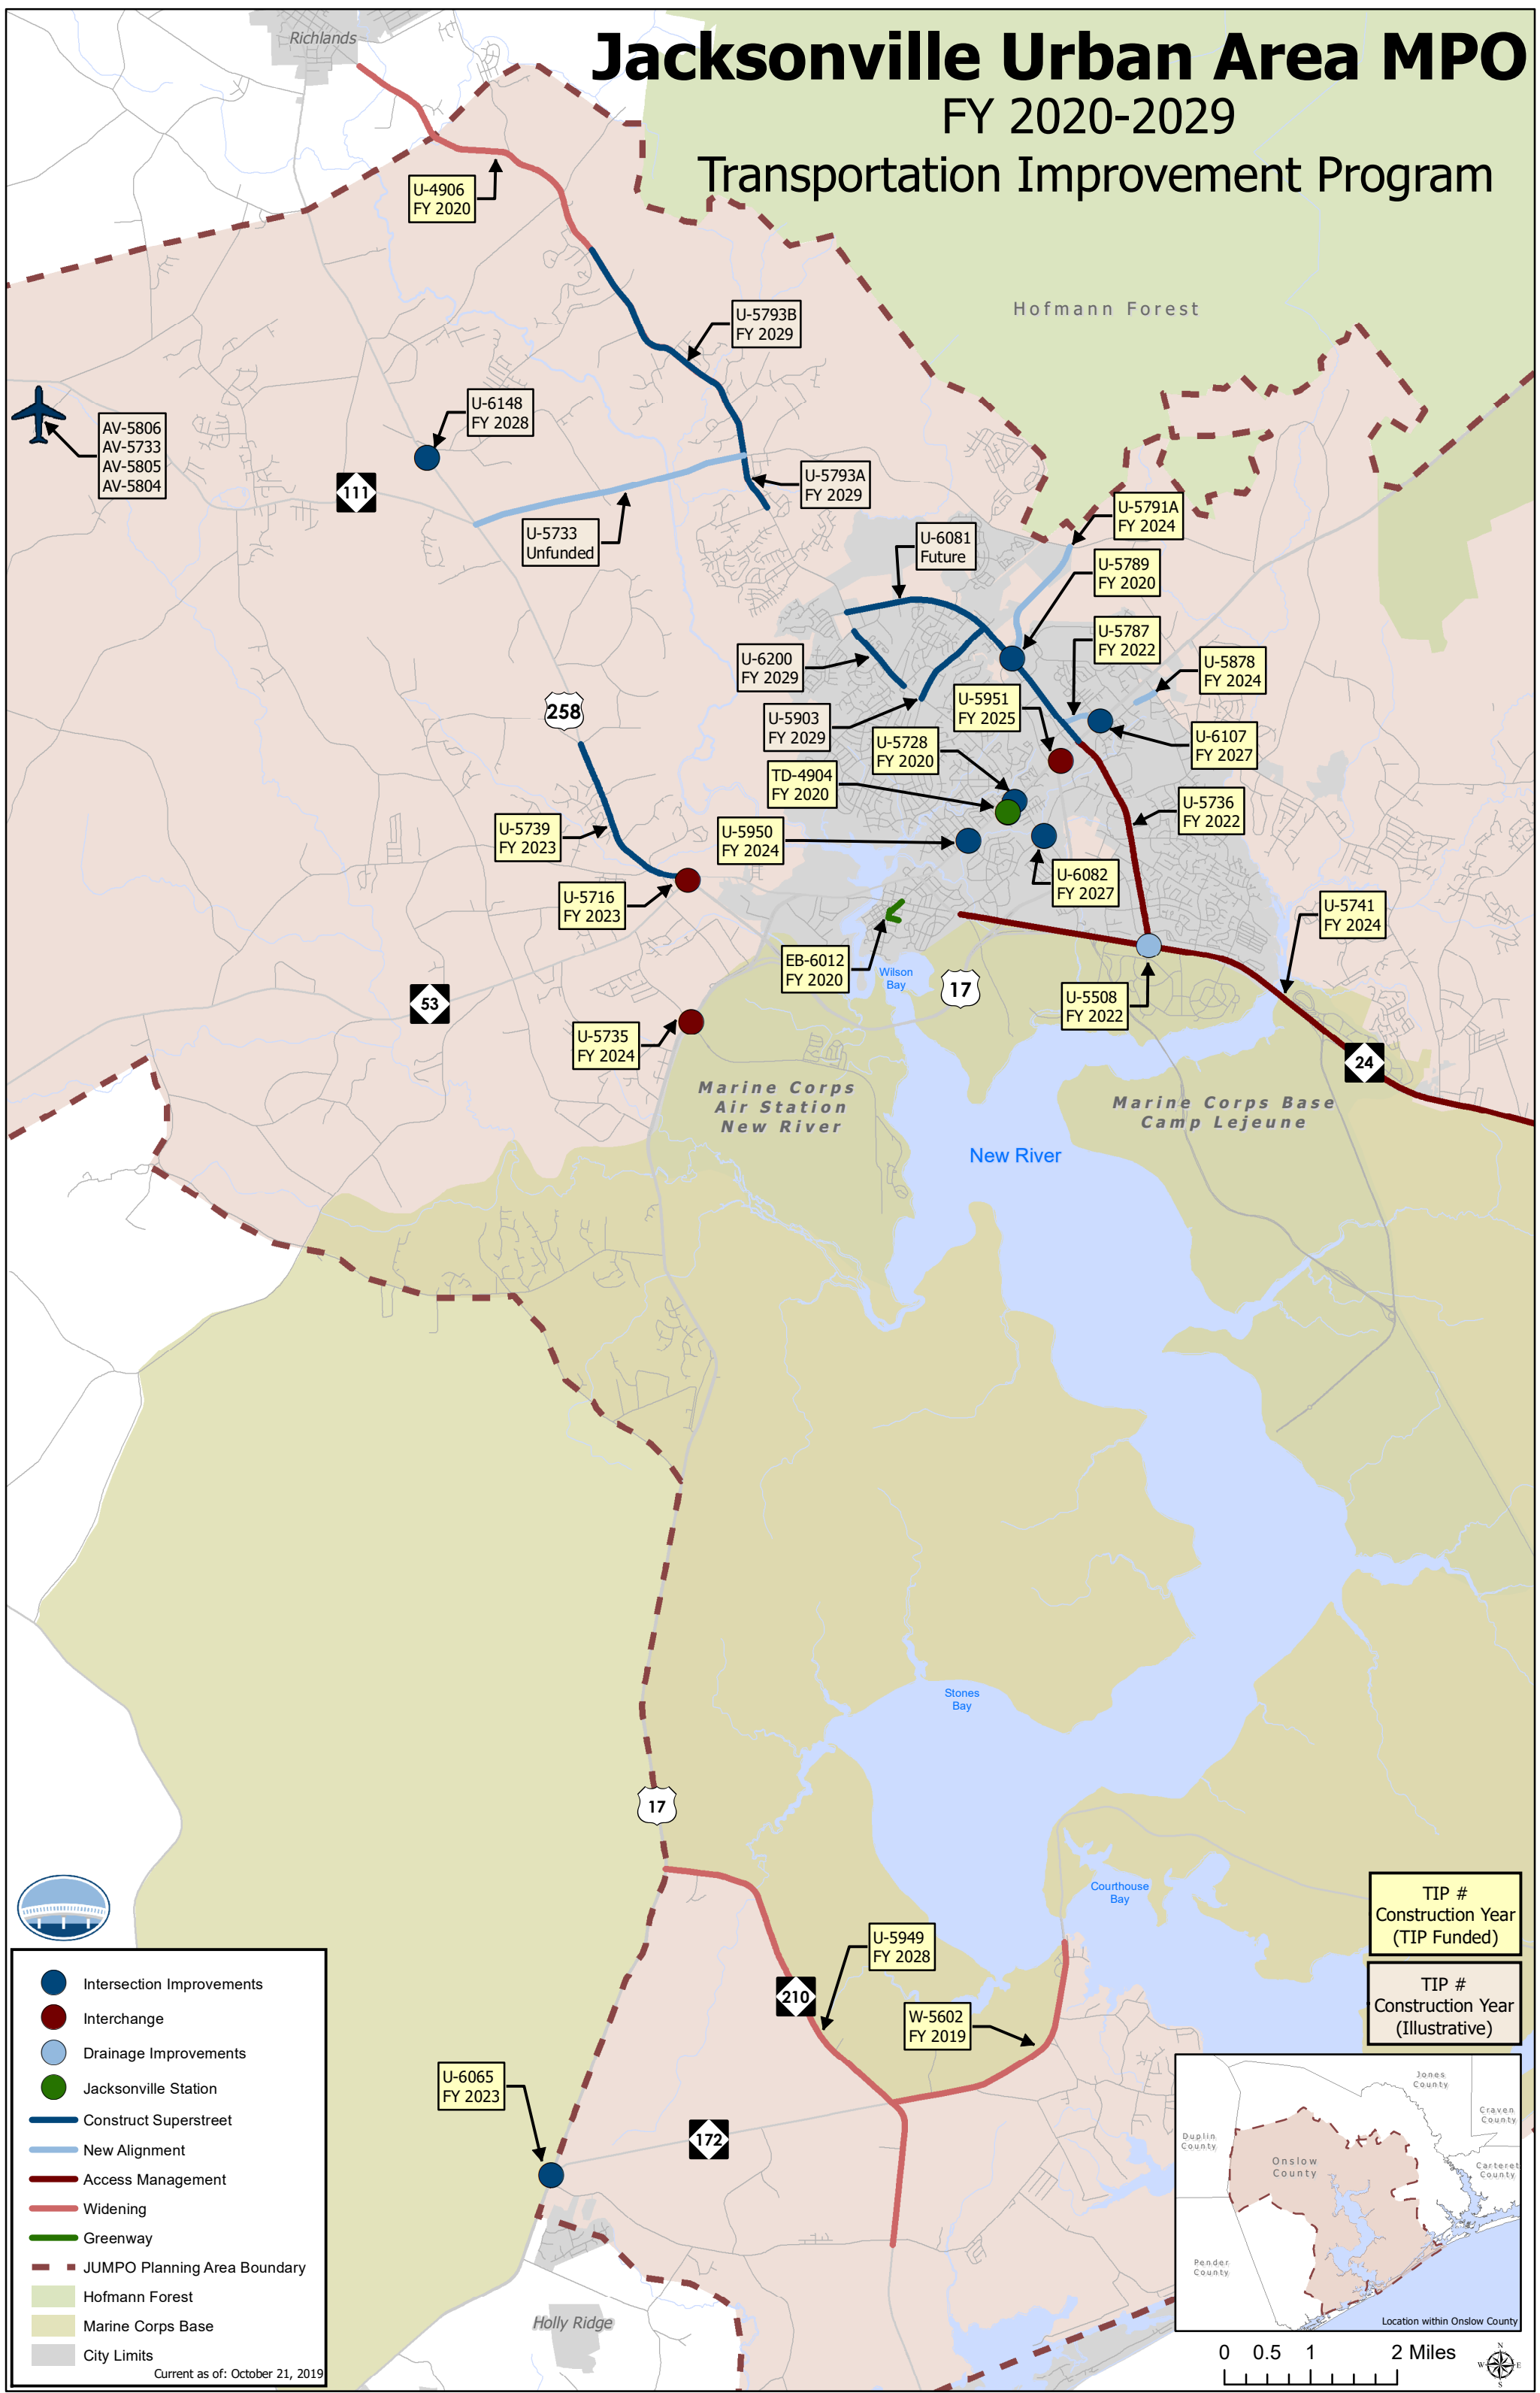 Jacksonville Urban Area MPO
FY 2020-2029
Transportation Improvement Program
Richlands
U-4906
FY 2020
Hofmann Forest
U-5793B
FY 2029
U-6148
FY 2028
AV-5806
AV-5733
AV-5805
AV-5804
111
U-5793A
FY 2029
U-5733
Unfunded
U-5791A
FY 2024
U-6081
Future
U-5789
FY 2020
U-5787
FY 2022
U-6200
FY 2029
U-5878
FY 2024
U-5951
FY 2025
258
U-5903
FY 2029
U-5728
FY 2020
U-6107
FY 2027
TD-4904
FY 2020
U-5736
FY 2022
U-5739
FY 2023
U-5950
FY 2024
U-6082
FY 2027
U-5716
FY 2023
U-5741
FY 2024
EB-6012
FY 2020
Wilson
Bay
17
U-5508
FY 2022
53
U-5735
FY 2024
24
Marine Corps
Air Station
New River
Marine Corps Base
Camp Lejeune
New River
Stones
Bay
17
Courthouse
Bay
U-5949
FY 2028
210
W-5602
FY 2019
U-6065
FY 2023
172
Holly Ridge
TIP #
Construction Year
(TIP Funded)
TIP #
Construction Year
(Illustrative)
Intersection Improvements
Interchange
Drainage Improvements
Jacksonville Station
Construct Superstreet
New Alignment
Access Management
Widening
Greenway
JUMPO Planning Area Boundary
Hofmann Forest
Marine Corps Base
City Limits
Current as of: October 21, 2019
Jones
County
Craven
County
Duplin
County
Onslow
County
Carteret
County
Pender
County
Location within Onslow County
0 0.5 1 2 Miles
N
W E
S